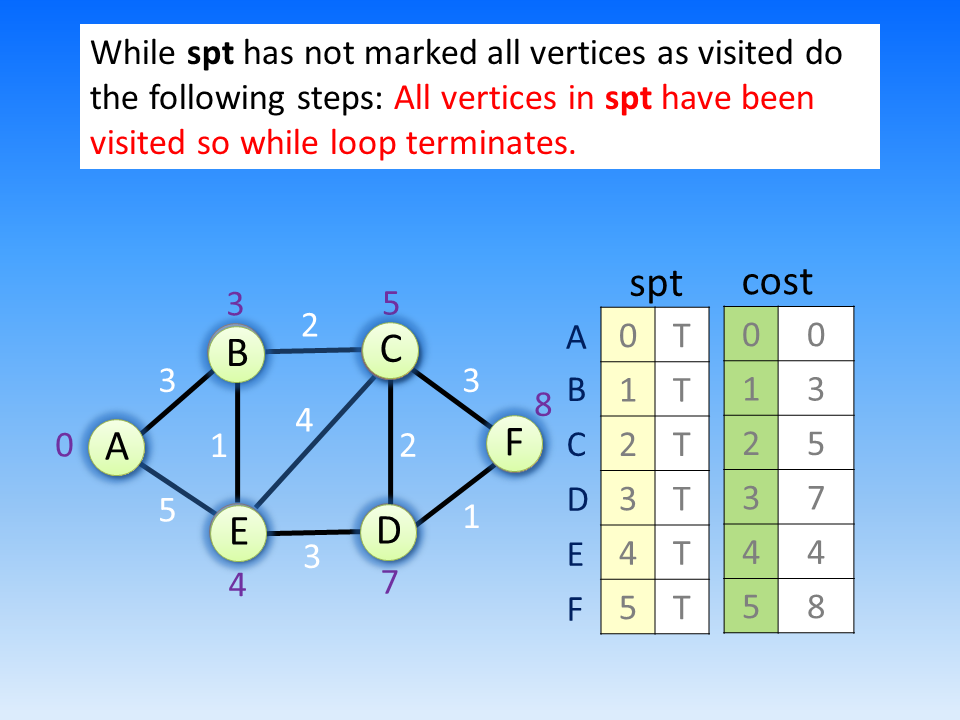 While spt has not marked all vertices as visited do
the following steps: All vertices in spt have been
visited so while loop terminates.
spt cost
3 5
2
B C
3 3
8
4
0 A 1 2 F
5 1
E D
3
4 7
A 0 T 0 0
B 1 T 1 3
C 2 T 2 5
D 3 T 3 7
E 4 T 4 4
F 5 T 5 8